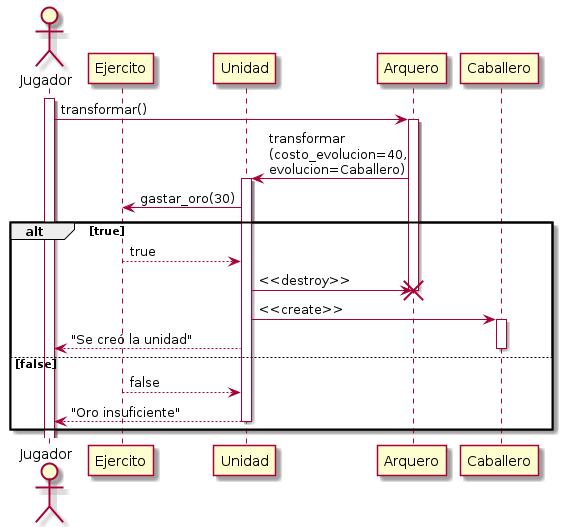 Jugador
Ejercito
Unidad
Arquero
Caballero
transformar()
transformar
(costo_evolucion=40,
evolucion=Caballero)
gastar_oro(30)
alt
[true]
true
<<destroy>>
<<create>>
"Se creó la unidad"
[false]
false
"Oro insuficiente"
Jugador
Ejercito
Unidad
Arquero
Caballero